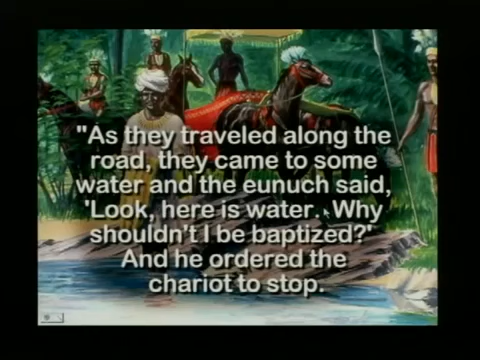 "As they traveled along the
road, they came to some
water and the eunuch said,
'Look, here is water. Why
shouldn't I be baptized?'
And he ordered the
chariot to stop.